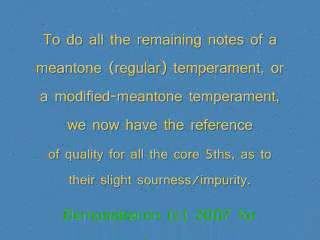 To do all the remaining notes of a
meantone (regular) temperament, or
a modified-meantone temperament,
we now have the reference
of quality for all the core 5ths, as to
their slight sourness/impurity.
(c) 2007